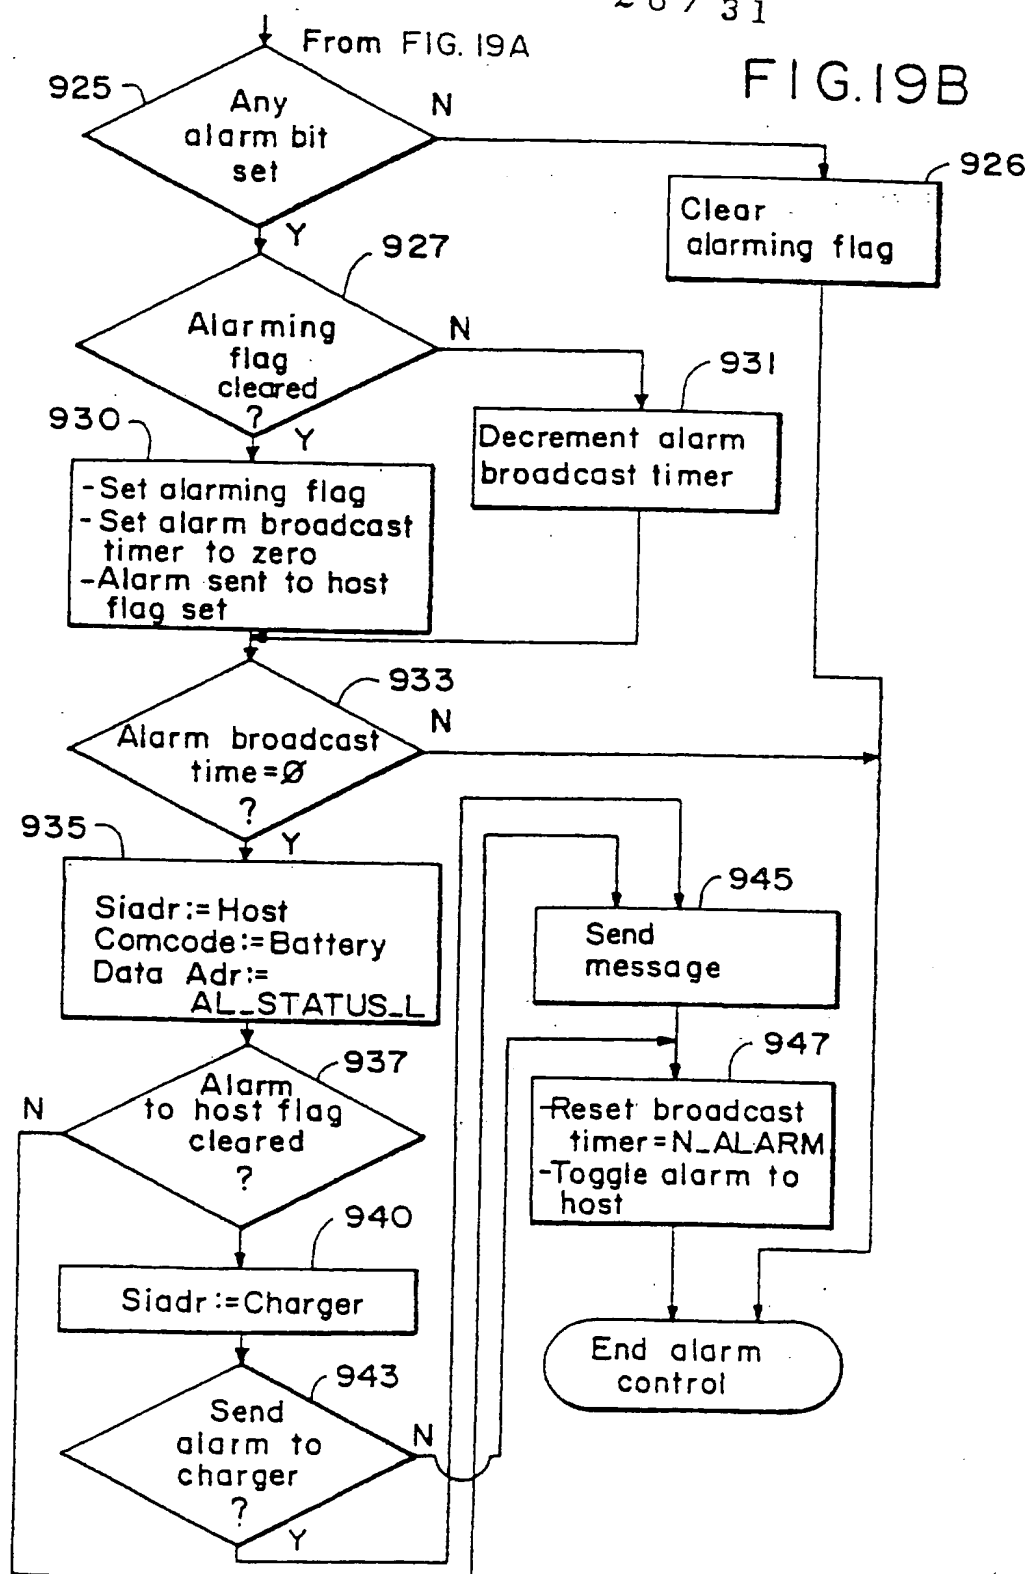 28/31
From FIG. 19A
FIG.19B
925
Any
alarm bit
set
N
Y
926
Clear
alarming flag
927
Alarming
flag
cleared
?
N
Y
931
Decrement alarm
broadcast timer
930
-Set alarming flag
-Set alarm broadcast
timer to zero
-Alarm sent to host
flag set
933
Alarm broadcast
time=Ø
?
N
Y
935
Siadr:=Host
Comcode:=Battery
Data Adr:=
AL_STATUS_L
945
Send
message
937
Alarm
to host flag
cleared
?
N
947
-Reset broadcast
timer=N_ALARM
-Toggle alarm to
host
940
Siadr:=Charger
943
Send
alarm to
charger
?
N
Y
End alarm
control